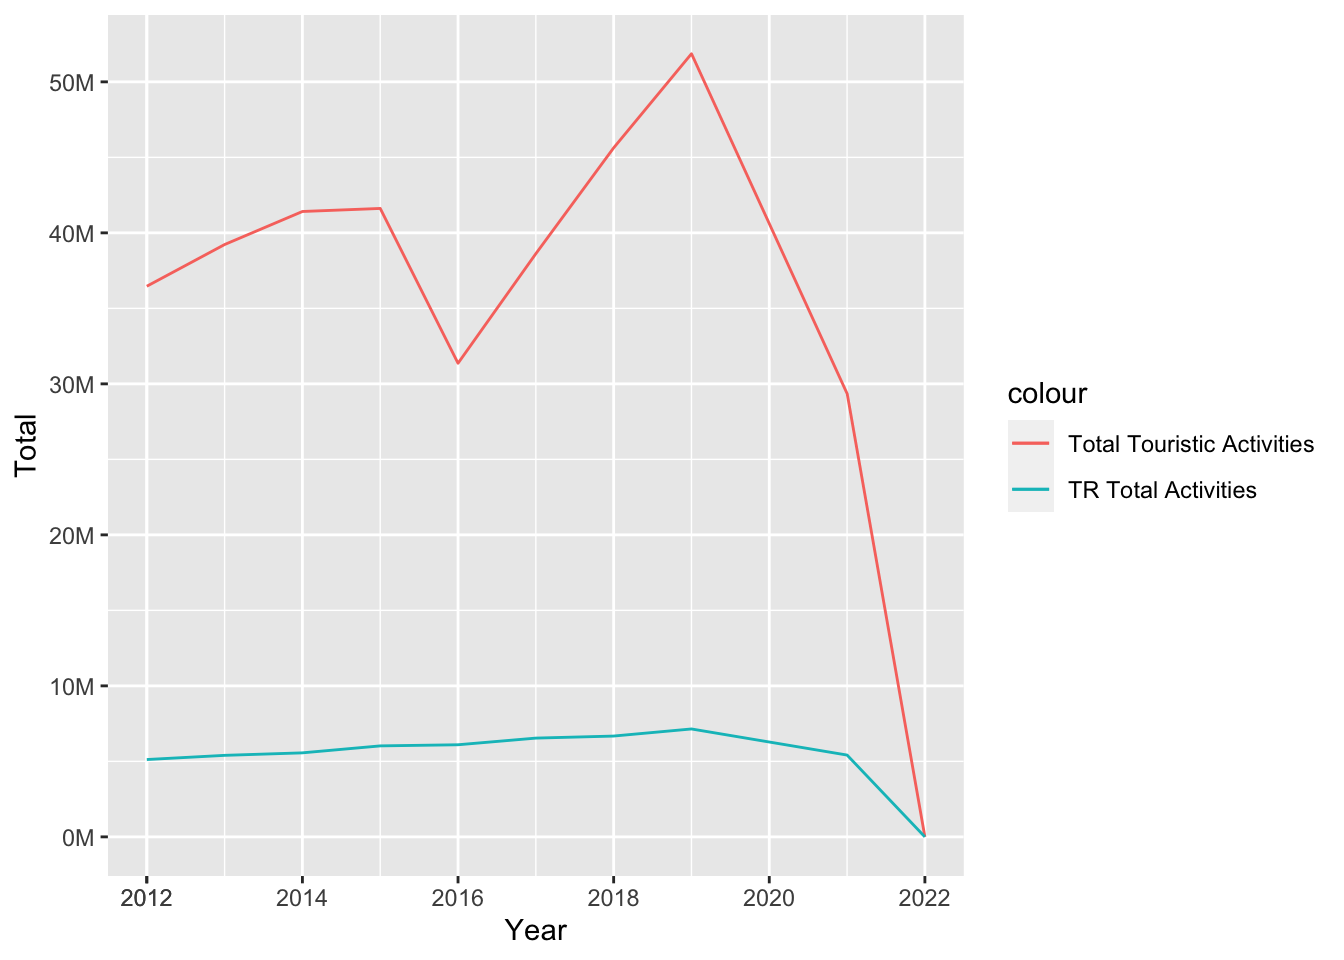 50M
40M
30M
20M
10M
0M
Total
2012 2014 2016 2018 2020 2022
Year
colour
Total Touristic Activities
TR Total Activities